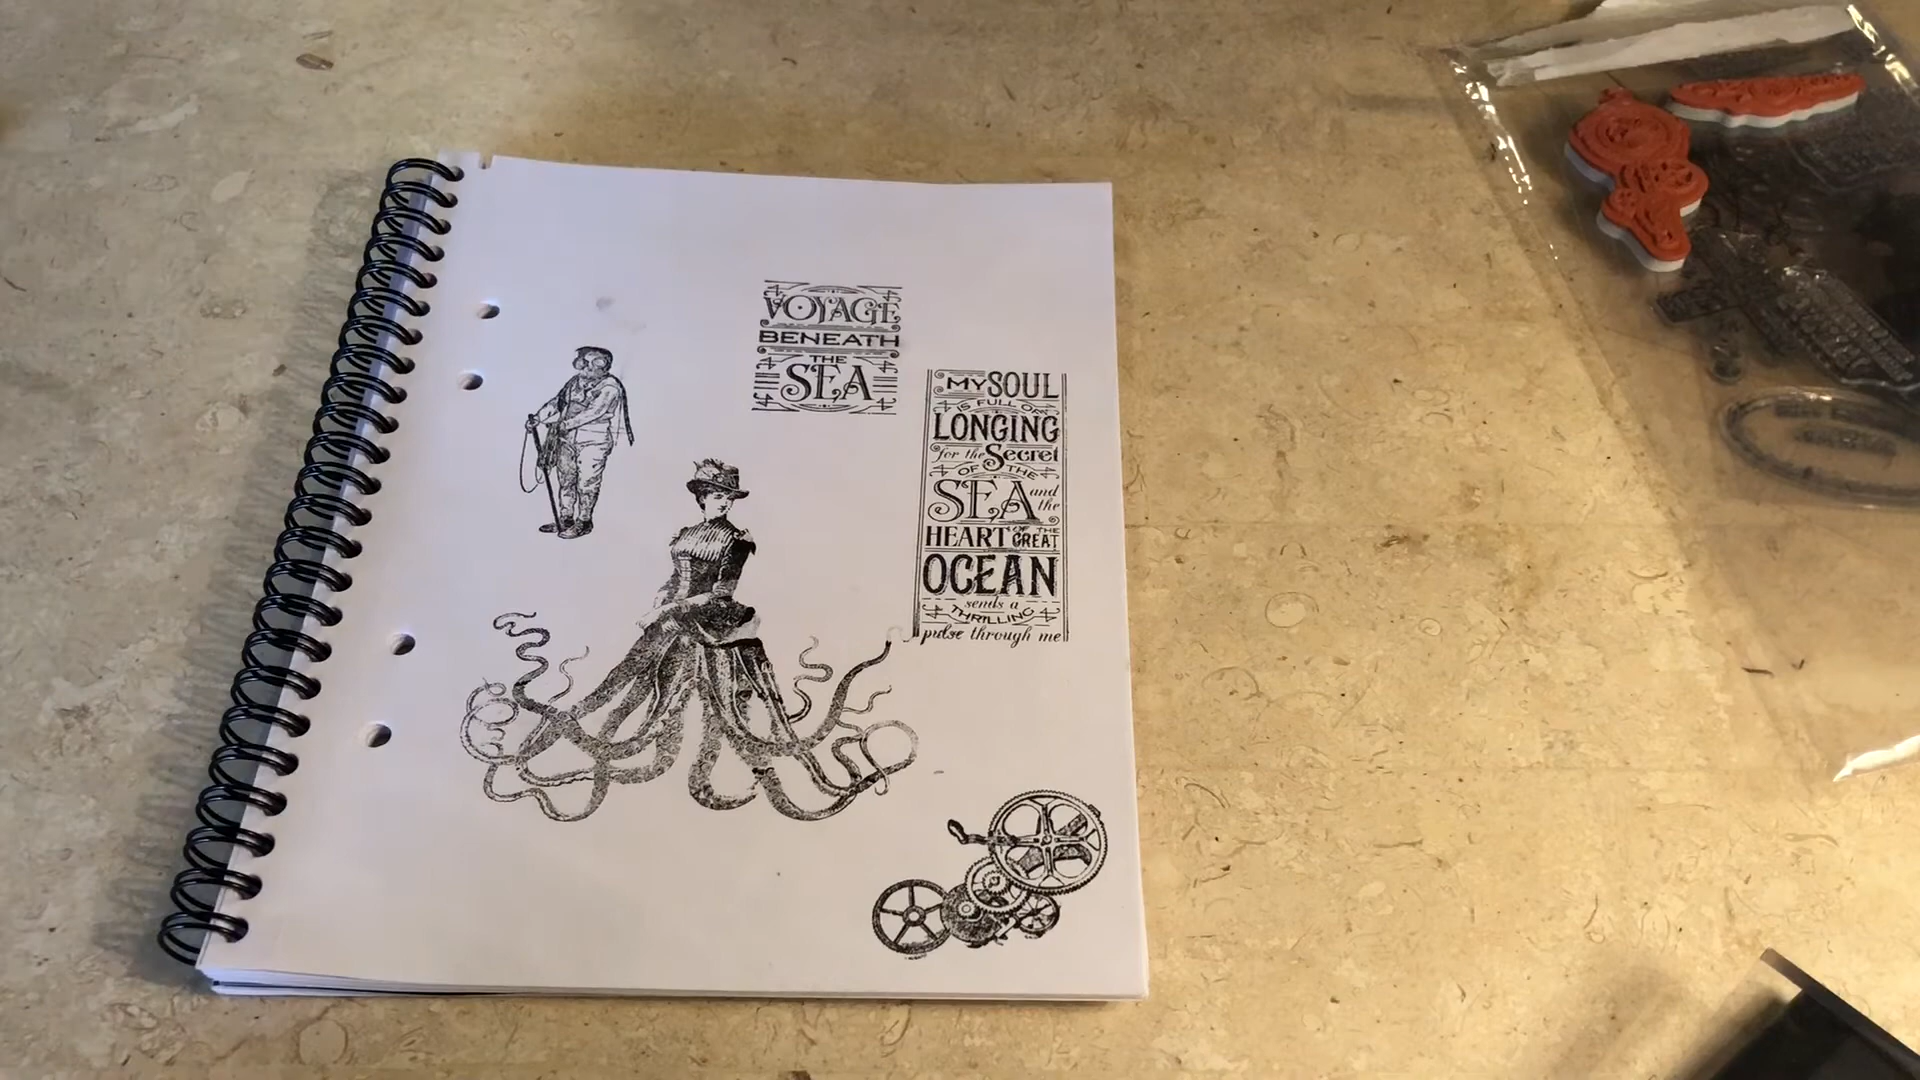 VOYAGE
BENEATH
THE
SEA
MY SOUL
IS FULL OF
LONGING
for the Secret
OF THE
SEA and
the
HEART OF THE
GREAT
OCEAN
sends a
THRILLING
pulse through me